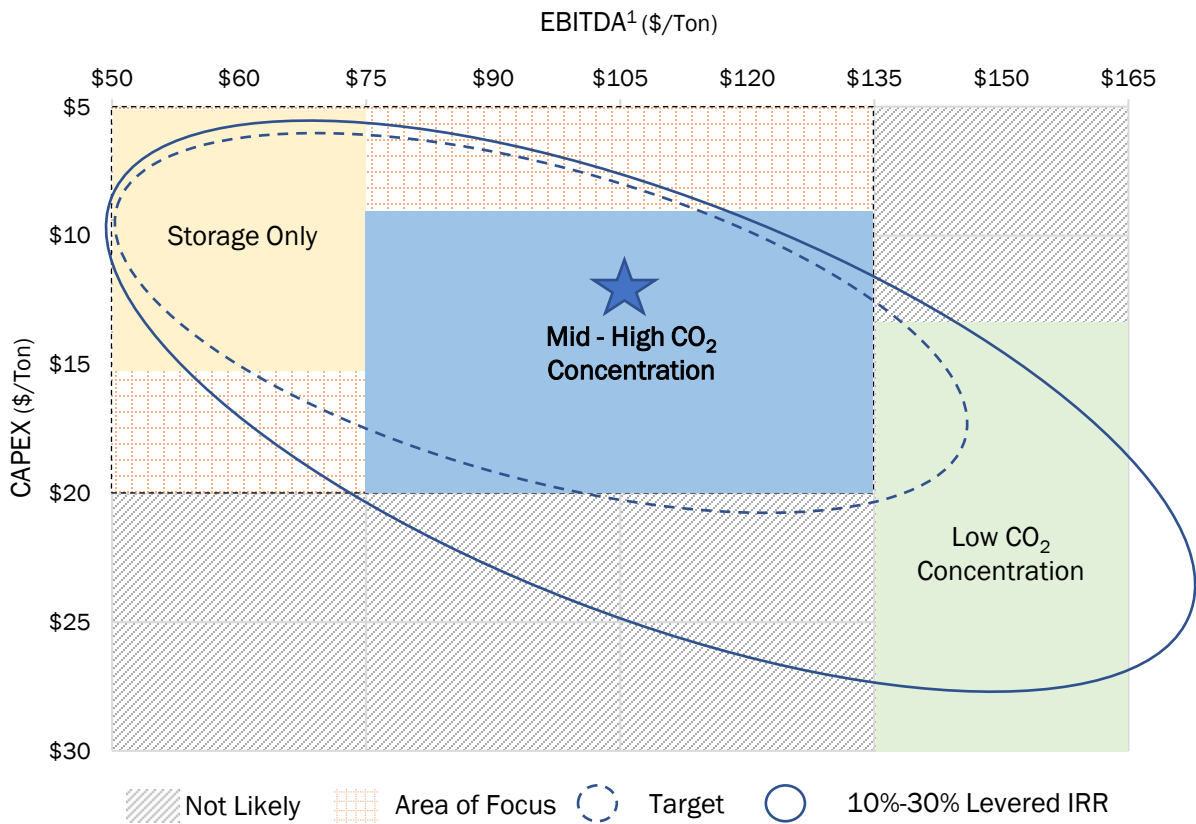 EBITDA¹ ($/Ton)
$50 $60 $75 $90 $105 $120 $135 $150 $165
$5
$10
$15
$20
$25
$30
CAPEX ($/Ton)
Storage Only
Mid - High CO₂
Concentration
Low CO₂
Concentration
Not Likely Area of Focus Target 10%-30% Levered IRR